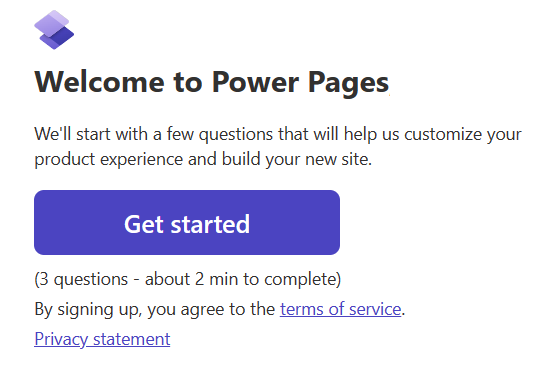 Welcome to Power Pages
We'll start with a few questions that will help us customize your
product experience and build your new site.
Get started
(3 questions - about 2 min to complete)
By signing up, you agree to the terms of service.
Privacy statement